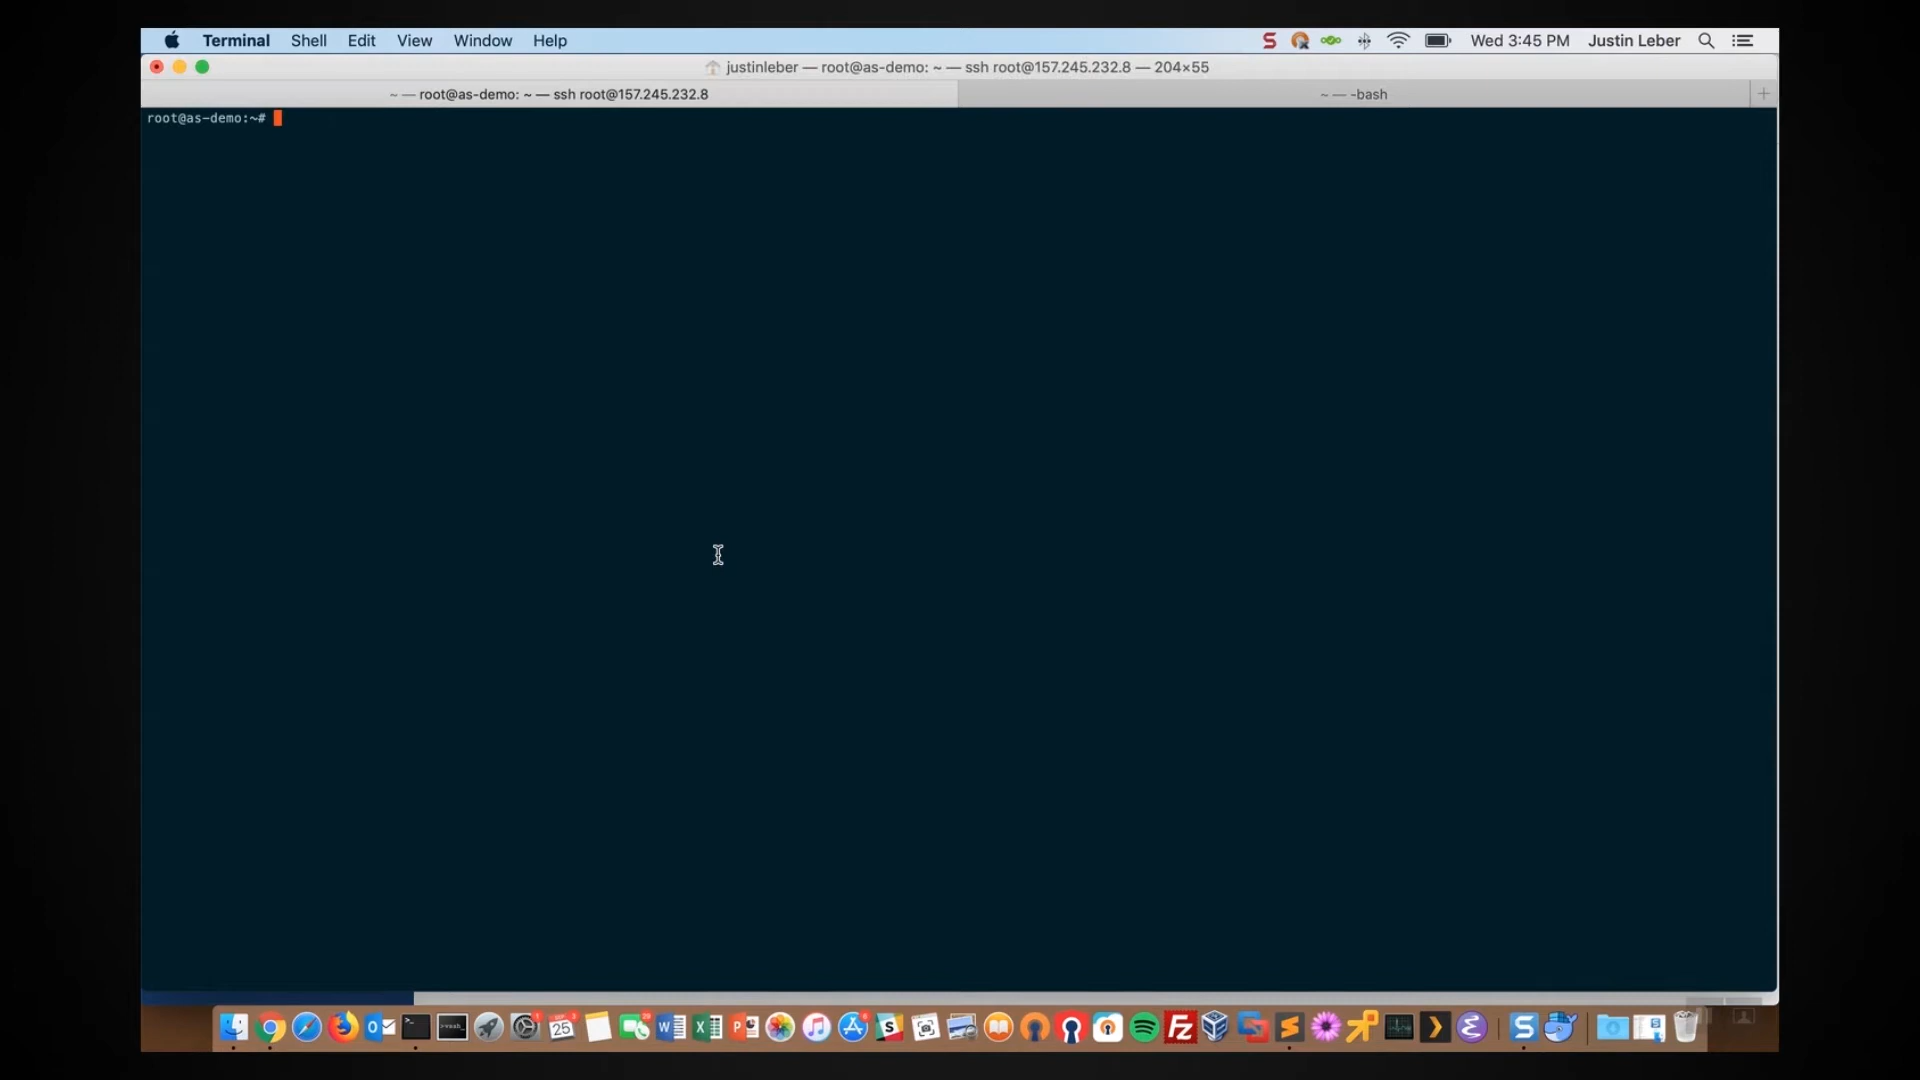 Terminal Shell Edit View Window Help Wed 3:45 PM Justin Leber
justinleber — root@as-demo: ~ — ssh root@157.245.232.8 — 204×55
~ — root@as-demo: ~ — ssh root@157.245.232.8
~ — -bash
root@as-demo:~#
25